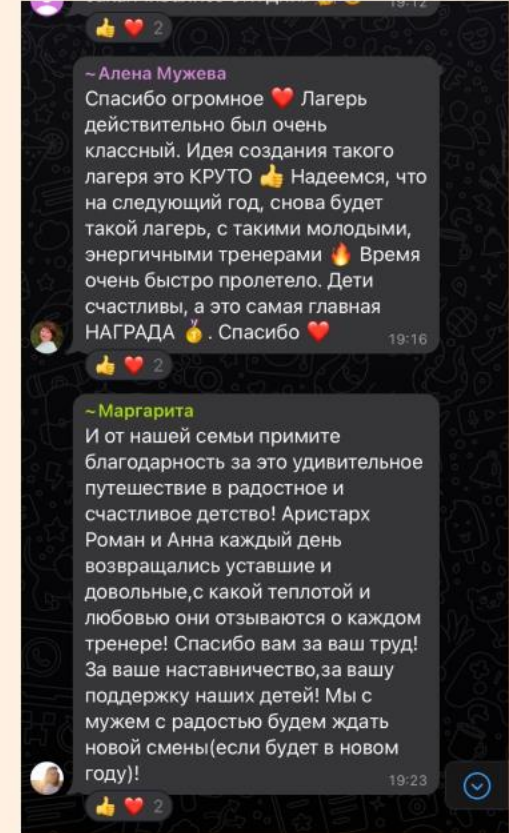 19:12
👍❤️ 2
~Алена Мужева
Спасибо огромное ❤️ Лагерь
действительно был очень
классный. Идея создания такого
лагеря это КРУТО 👍 Надеемся, что
на следующий год, снова будет
такой лагерь, с такими молодыми,
энергичными тренерами 🔥 Время
очень быстро пролетело. Дети
счастливы, а это самая главная
НАГРАДА 🥇. Спасибо ❤️
19:16
👍❤️ 2
~Маргарита
И от нашей семьи примите
благодарность за это удивительное
путешествие в радостное и
счастливое детство! Аристарх
Роман и Анна каждый день
возвращались уставшие и
довольные,с какой теплотой и
любовью они отзываются о каждом
тренере! Спасибо вам за ваш труд!
За ваше наставничество,за вашу
поддержку наших детей! Мы с
мужем с радостью будем ждать
новой смены(если будет в новом
году)!
19:23
👍❤️ 2